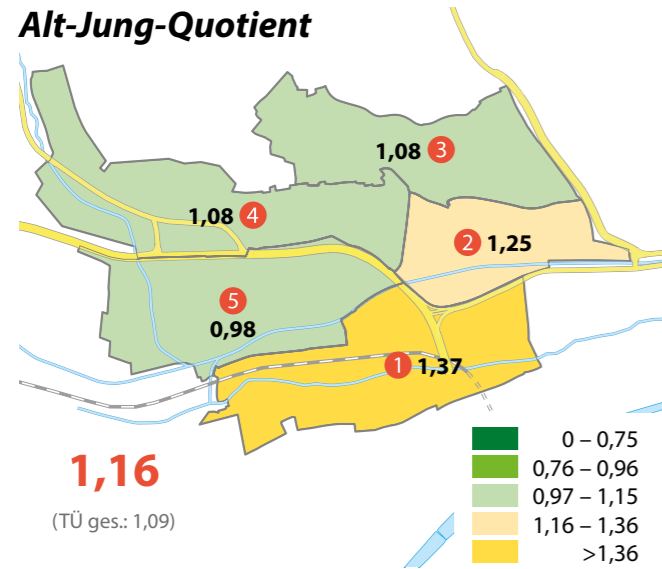 Alt-Jung-Quotient
1,08 3
1,08 4
2 1,25
5
0,98
1 1,37
1,16
(TÜ ges.: 1,09)
0 – 0,75
0,76 – 0,96
0,97 – 1,15
1,16 – 1,36
>1,36